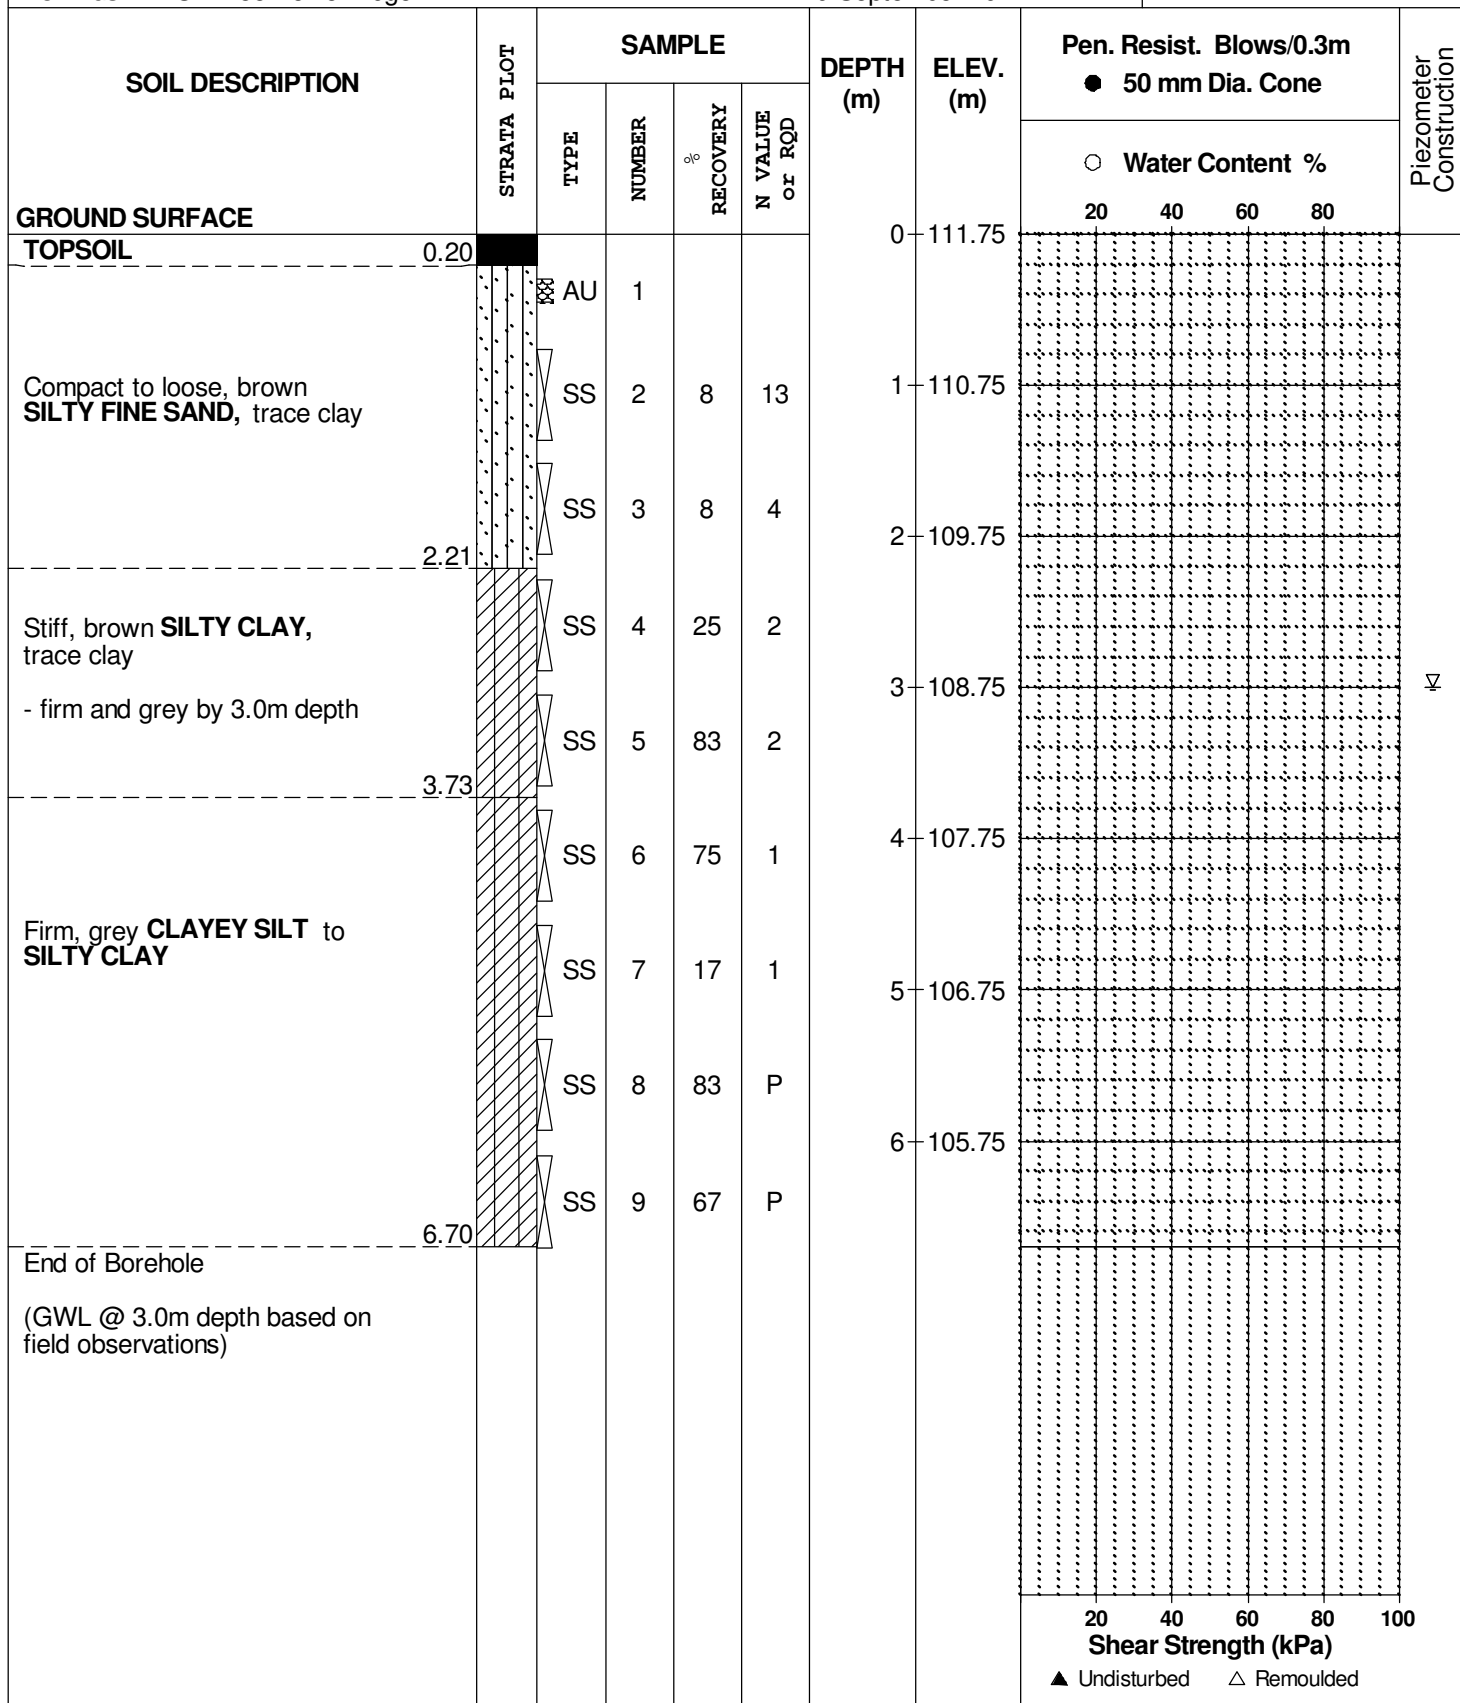 SOIL DESCRIPTION
STRATA PLOT
SAMPLE
TYPE
NUMBER
% RECOVERY
N VALUE or RQD
DEPTH (m)
ELEV. (m)
Pen. Resist. Blows/0.3m
● 50 mm Dia. Cone
○ Water Content %
Piezometer Construction
20 40 60 80
GROUND SURFACE
0 111.75
TOPSOIL 0.20
AU 1
Compact to loose, brown
SILTY FINE SAND, trace clay
SS 2 8 13
1 110.75
SS 3 8 4
2 109.75
2.21
Stiff, brown SILTY CLAY,
trace clay
SS 4 25 2
- firm and grey by 3.0m depth
3 108.75
SS 5 83 2
3.73
4 107.75
SS 6 75 1
Firm, grey CLAYEY SILT to
SILTY CLAY
SS 7 17 1
5 106.75
SS 8 83 P
6 105.75
SS 9 67 P
6.70
End of Borehole
(GWL @ 3.0m depth based on
field observations)
20 40 60 80 100
Shear Strength (kPa)
▲ Undisturbed △ Remoulded